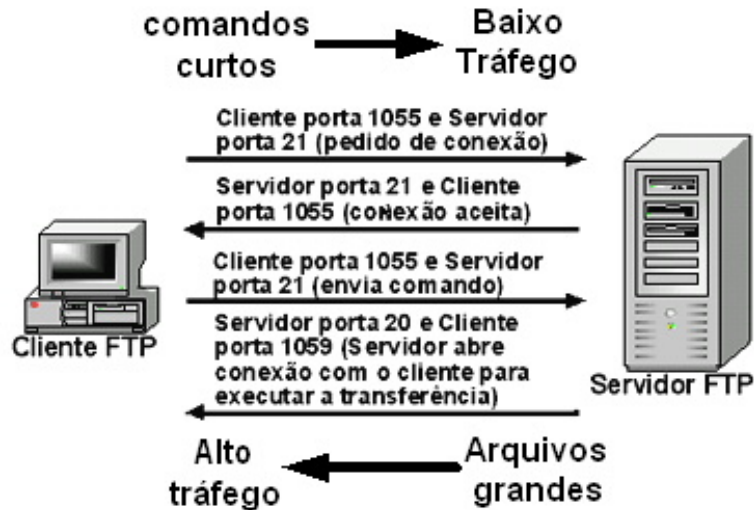 comandos
curtos
Baixo
Tráfego
Cliente porta 1055 e Servidor
porta 21 (pedido de conexão)
Servidor porta 21 e Cliente
porta 1055 (conexão aceita)
Cliente porta 1055 e Servidor
porta 21 (envia comando)
Servidor porta 20 e Cliente
porta 1059 (Servidor abre
conexão com o cliente para
executar a transferência)
Cliente FTP
Servidor FTP
Alto
tráfego
Arquivos
grandes